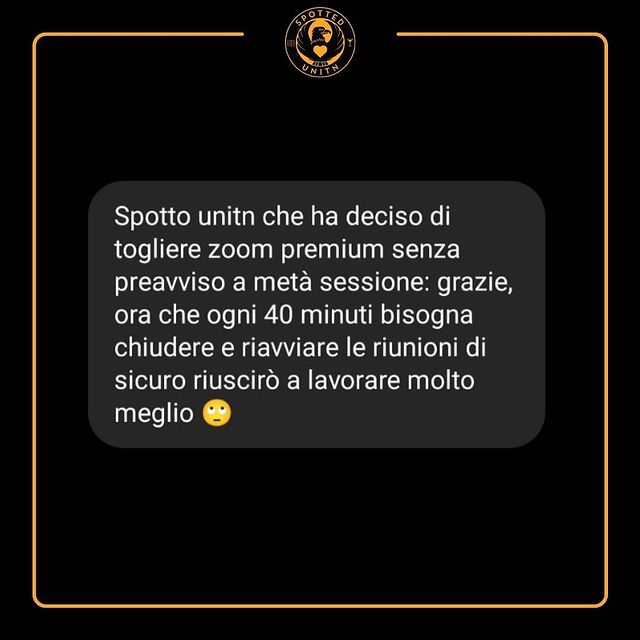 SPOTTED
UNITN
Spotto unitn che ha deciso di
togliere zoom premium senza
preavviso a metà sessione: grazie,
ora che ogni 40 minuti bisogna
chiudere e riavviare le riunioni di
sicuro riuscirò a lavorare molto
meglio 🙄